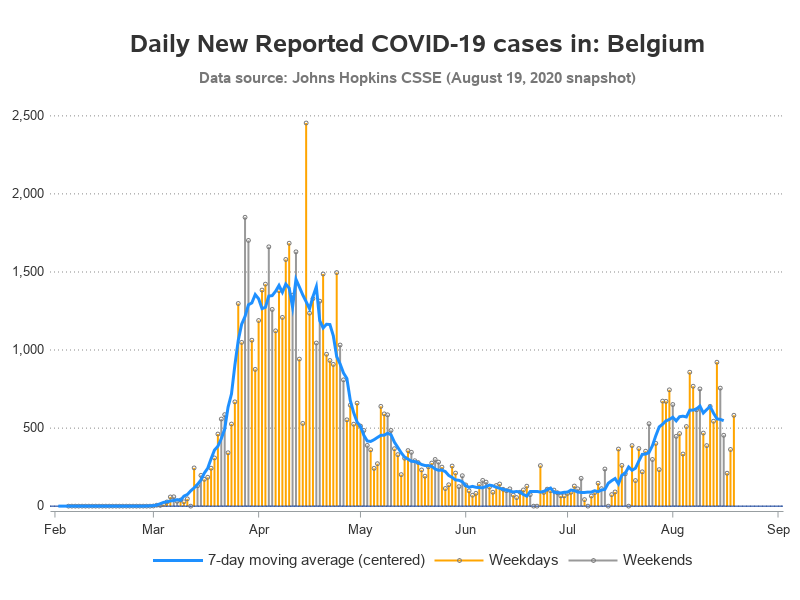 Daily New Reported COVID-19 cases in: Belgium
Data source: Johns Hopkins CSSE (August 19, 2020 snapshot)
2,500
2,000
1,500
1,000
500
0
Feb Mar Apr May Jun Jul Aug Sep
7-day moving average (centered) Weekdays Weekends